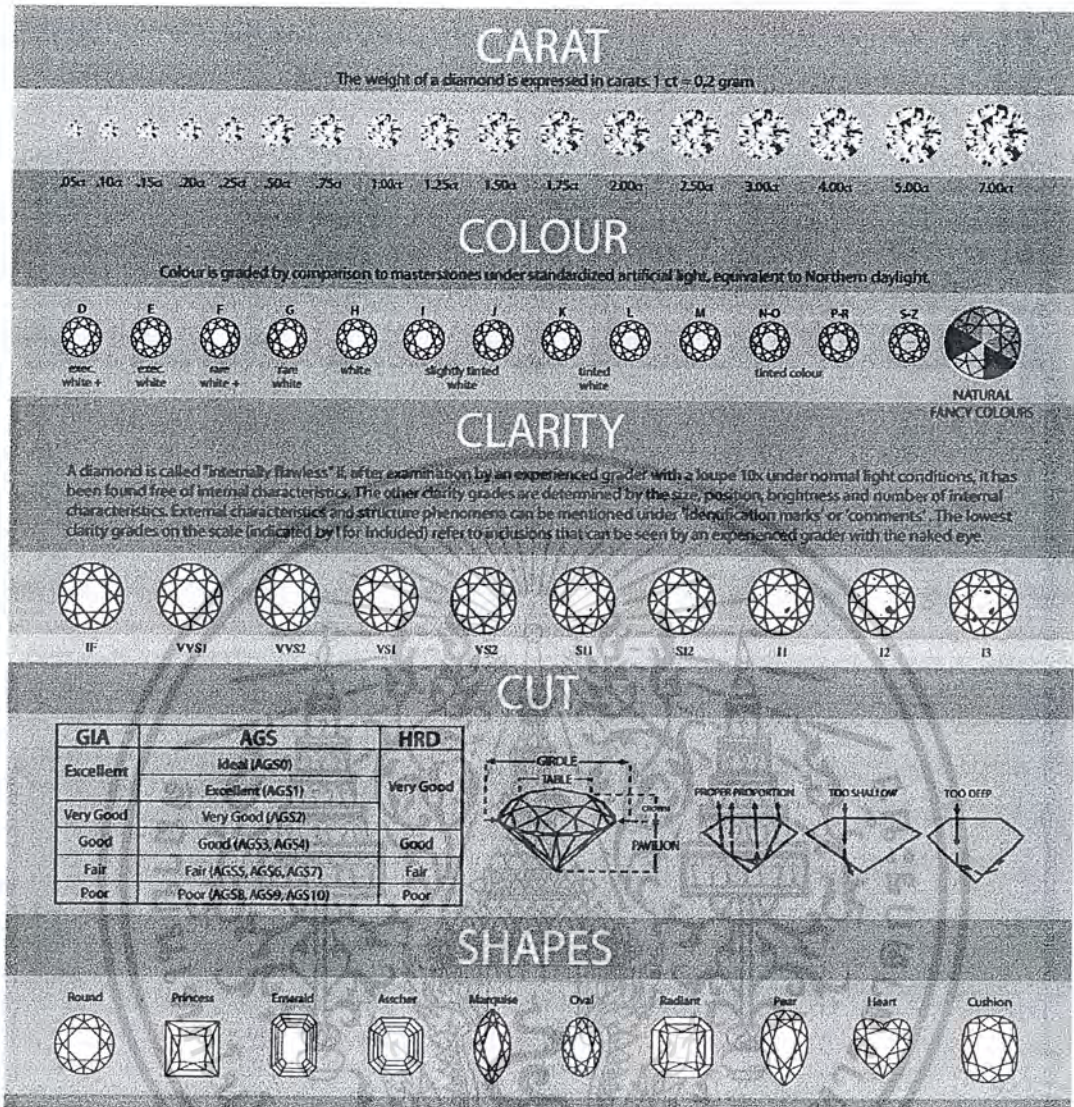 CARAT
The weight of a diamond is expressed in carats. 1 ct = 0,2 gram
.05ct .10ct .15ct .20ct .25ct .50ct .75ct 1.00ct 1.25ct 1.50ct 1.75ct 2.00ct 2.50ct 3.00ct 4.00ct 5.00ct 7.00ct
COLOUR
Colour is graded by comparison to masterstones under standardized artificial light, equivalent to Northern daylight.
D E F G H I J K L M N-O P-R S-Z
exec. white + exec. white rare white + rare white white slightly tinted white tinted white tinted colour
NATURAL
FANCY COLOURS
CLARITY
A diamond is called "internally flawless" if, after examination by an experienced grader with a loupe 10x under normal light conditions, it has
been found free of internal characteristics. The other clarity grades are determined by the size, position, brightness and number of internal
characteristics. External characteristics and structure phenomena can be mentioned under 'identification marks' or 'comments'. The lowest
clarity grades on the scale (indicated by I for Included) refer to inclusions that can be seen by an experienced grader with the naked eye.
IF VVS1 VVS2 VS1 VS2 SI1 SI2 I1 I2 I3
CUT
GIA AGS HRD
Excellent Ideal (AGS0) Very Good
Excellent (AGS1)
Very Good Very Good (AGS2)
Good Good (AGS3, AGS4) Good
Fair Fair (AGS5, AGS6, AGS7) Fair
Poor Poor (AGS8, AGS9, AGS10) Poor
GIRDLE
TABLE
CROWN
PAVILION
PROPER PROPORTION TOO SHALLOW TOO DEEP
SHAPES
Round Princess Emerald Asscher Marquise Oval Radiant Pear Heart Cushion